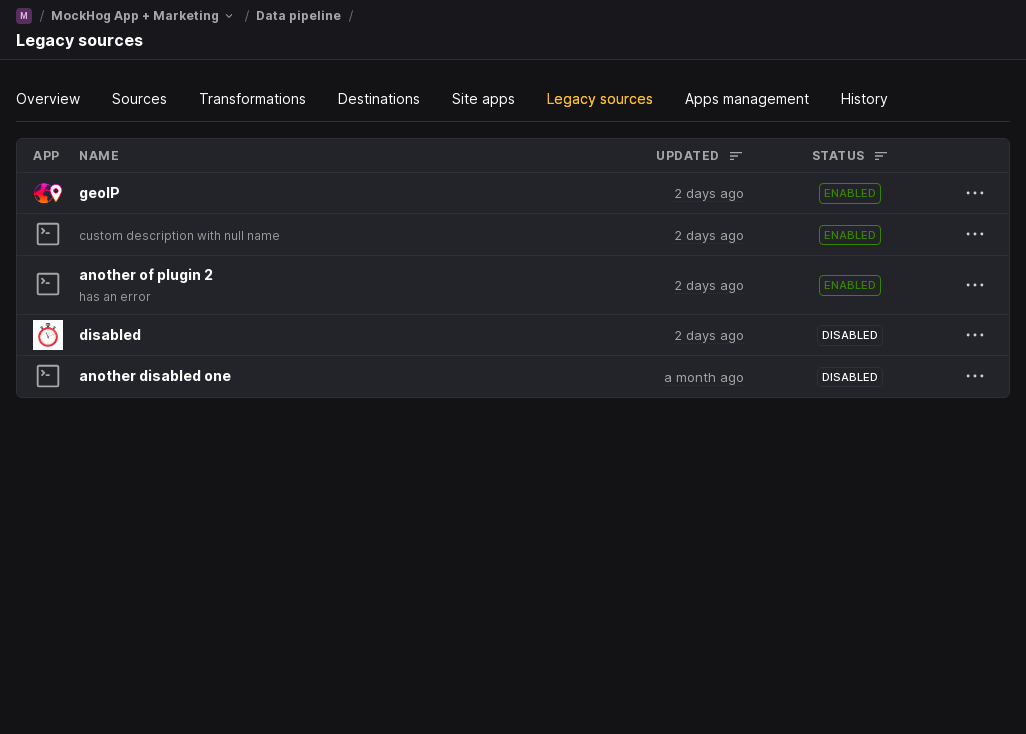 M / MockHog App + Marketing / Data pipeline /
Legacy sources
Overview Sources Transformations Destinations Site apps Legacy sources Apps management History
APP NAME UPDATED STATUS
geoIP 2 days ago ENABLED
custom description with null name 2 days ago ENABLED
another of plugin 2
has an error 2 days ago ENABLED
disabled 2 days ago DISABLED
another disabled one a month ago DISABLED